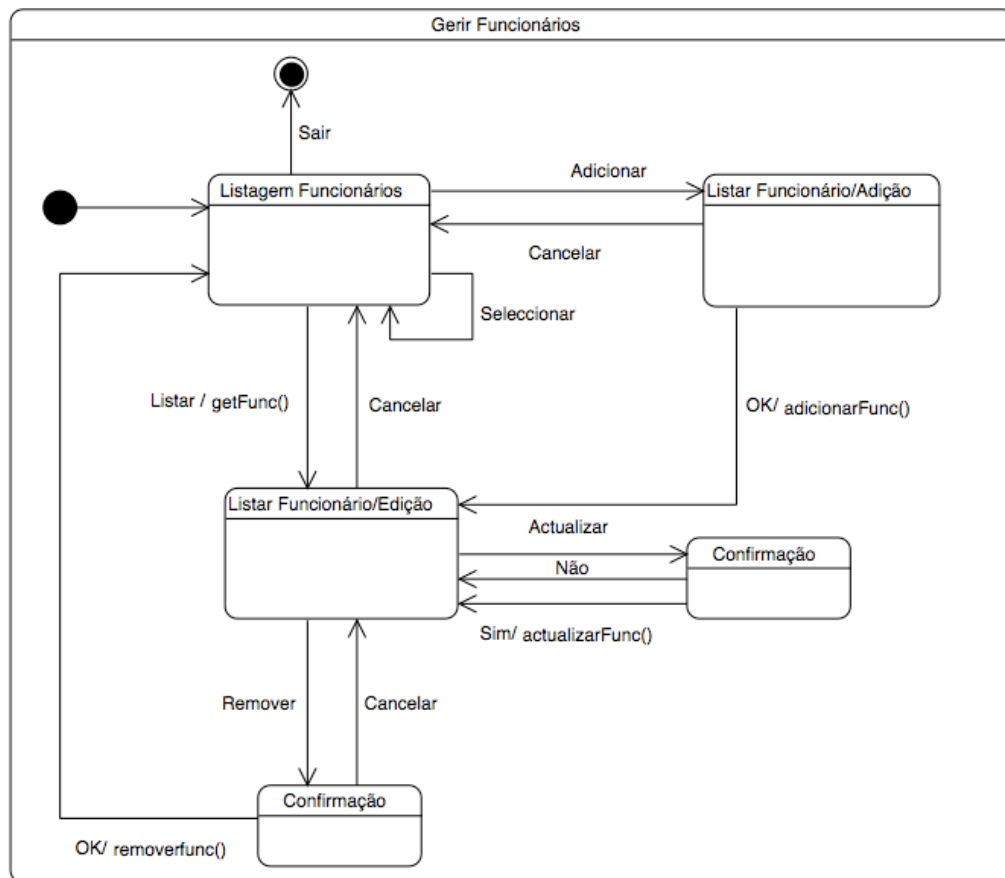 Gerir Funcionários
Sair
Adicionar
Listagem Funcionários
Listar Funcionário/Adição
Cancelar
Seleccionar
Listar / getFunc()
Cancelar
OK/ adicionarFunc()
Listar Funcionário/Edição
Actualizar
Confirmação
Não
Sim/ actualizarFunc()
Remover
Cancelar
Confirmação
OK/ removerfunc()